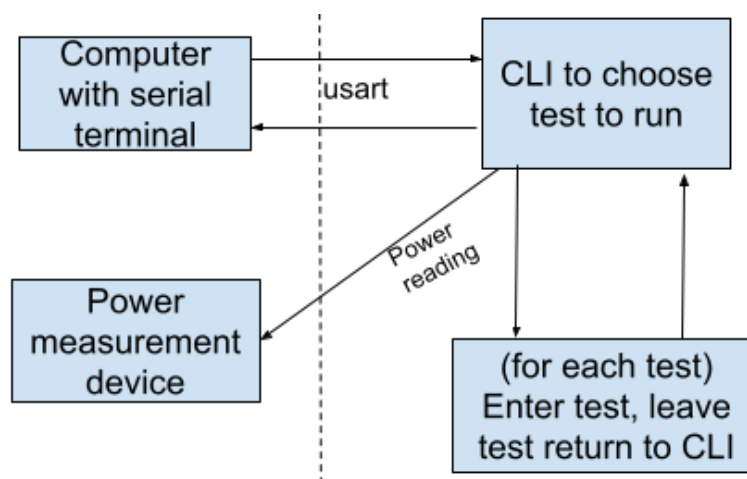 Computer
with serial
terminal
usart
CLI to choose
test to run
Power
reading
Power
measurement
device
(for each test)
Enter test, leave
test return to CLI